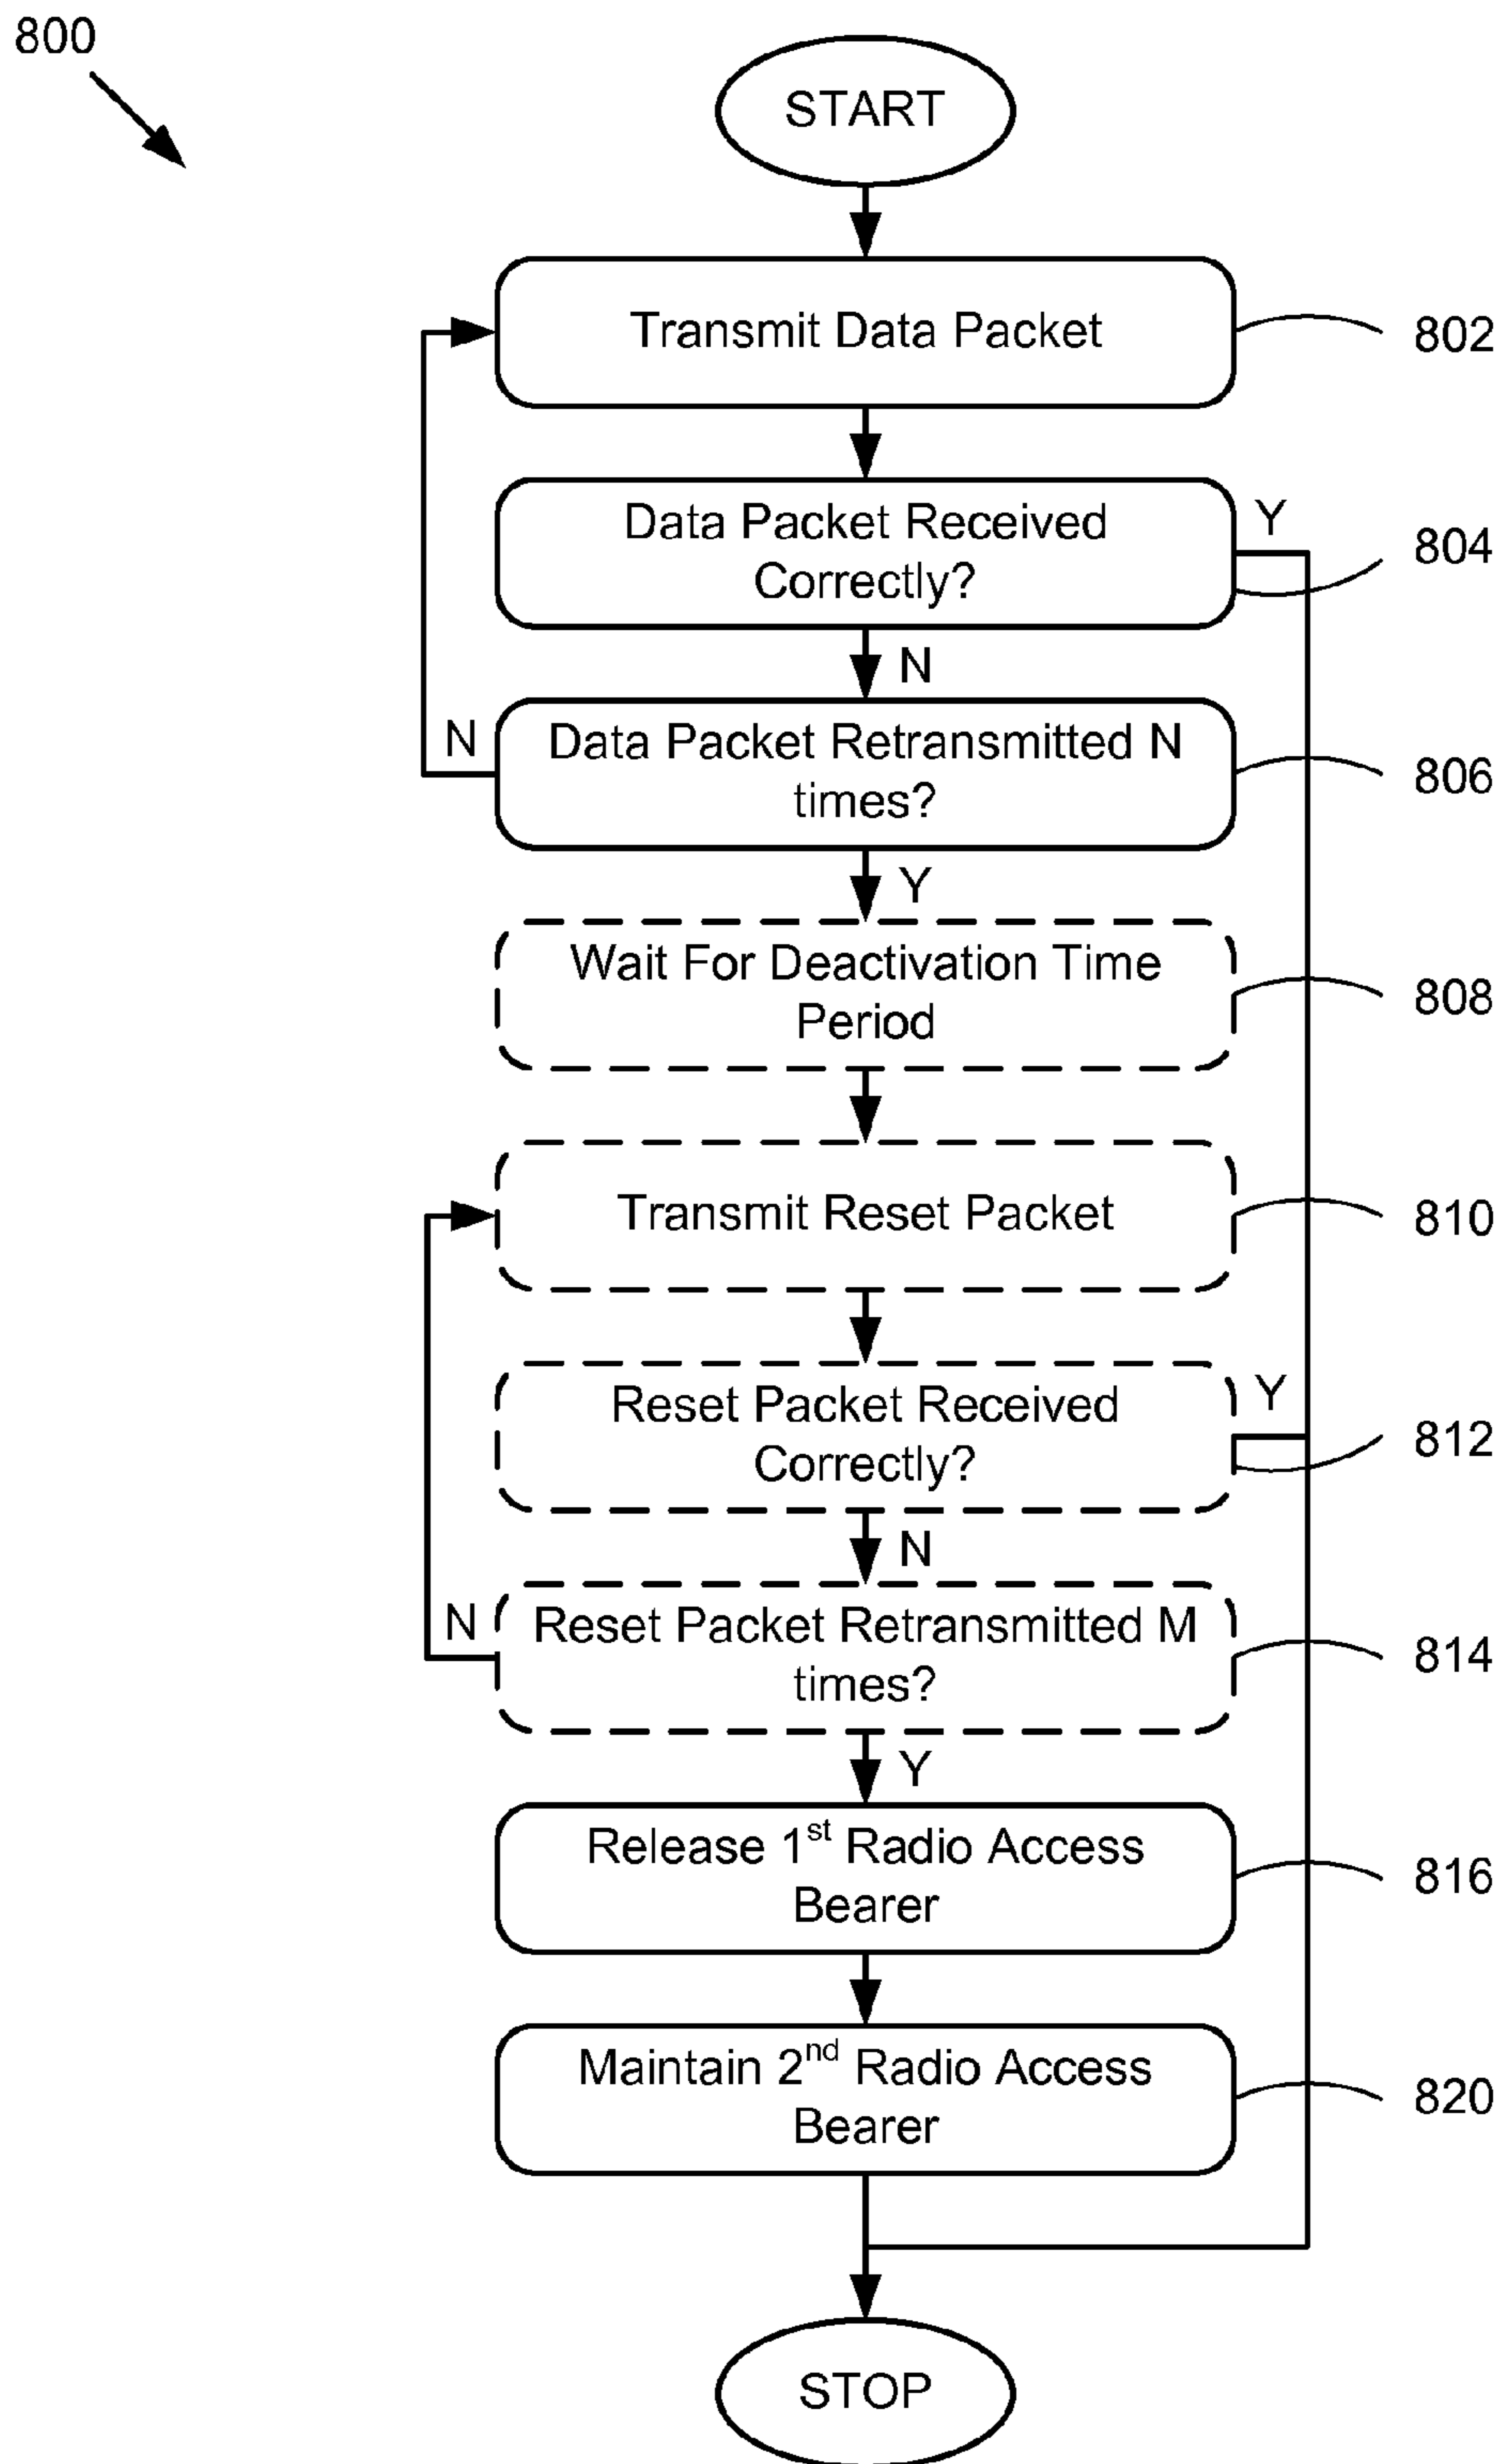 800
START
Transmit Data Packet
802
Data Packet Received
Correctly?
Y
804
N
Data Packet Retransmitted N
times?
N
806
Y
Wait For Deactivation Time
Period
808
Transmit Reset Packet
810
Reset Packet Received
Correctly?
Y
812
N
Reset Packet Retransmitted M
times?
N
814
Y
Release 1st Radio Access
Bearer
816
Maintain 2nd Radio Access
Bearer
820
STOP